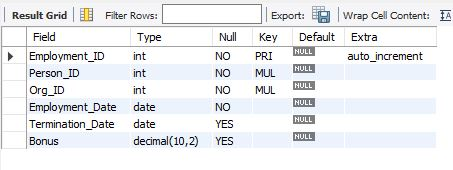 Result Grid Filter Rows: Export: Wrap Cell Content:
Field Type Null Key Default Extra
Employment_ID int NO PRI NULL auto_increment
Person_ID int NO MUL NULL
Org_ID int NO MUL NULL
Employment_Date date NO NULL
Termination_Date date YES NULL
Bonus decimal(10,2) YES NULL